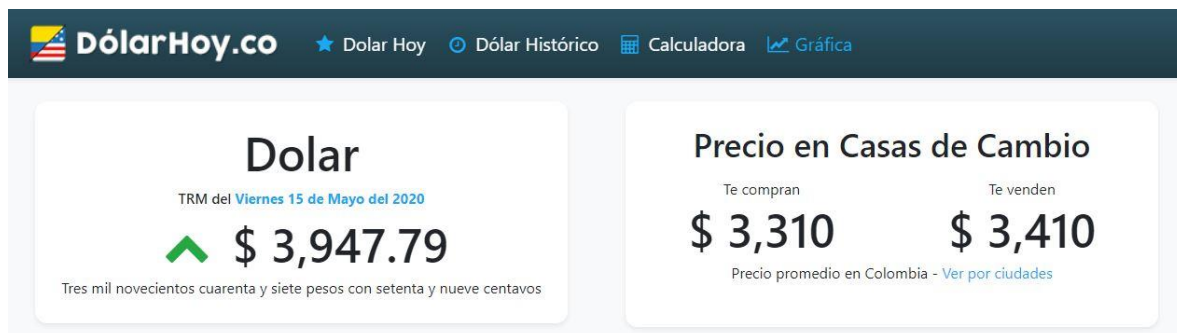 DólarHoy.co Dolar Hoy Dólar Histórico Calculadora Gráfica
Dolar
TRM del Viernes 15 de Mayo del 2020
$ 3,947.79
Tres mil novecientos cuarenta y siete pesos con setenta y nueve centavos
Precio en Casas de Cambio
Te compran Te venden
$ 3,310 $ 3,410
Precio promedio en Colombia - Ver por ciudades